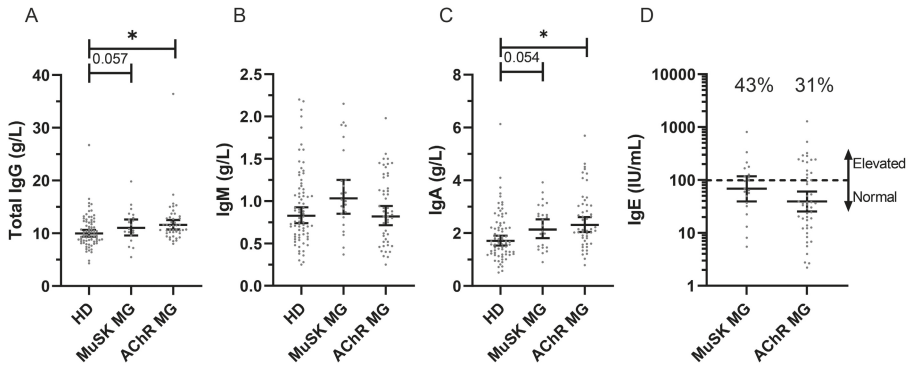 A
B
C
D
*
0.057
Total IgG (g/L)
40
30
20
10
0
HD
MuSK MG
AChR MG
IgM (g/L)
2.5
2.0
1.5
1.0
0.5
0.0
HD
MuSK MG
AChR MG
*
0.054
IgA (g/L)
8
6
4
2
0
HD
MuSK MG
AChR MG
43%
31%
IgE (IU/mL)
10000
1000
100
10
1
Elevated
Normal
MuSK MG
AChR MG